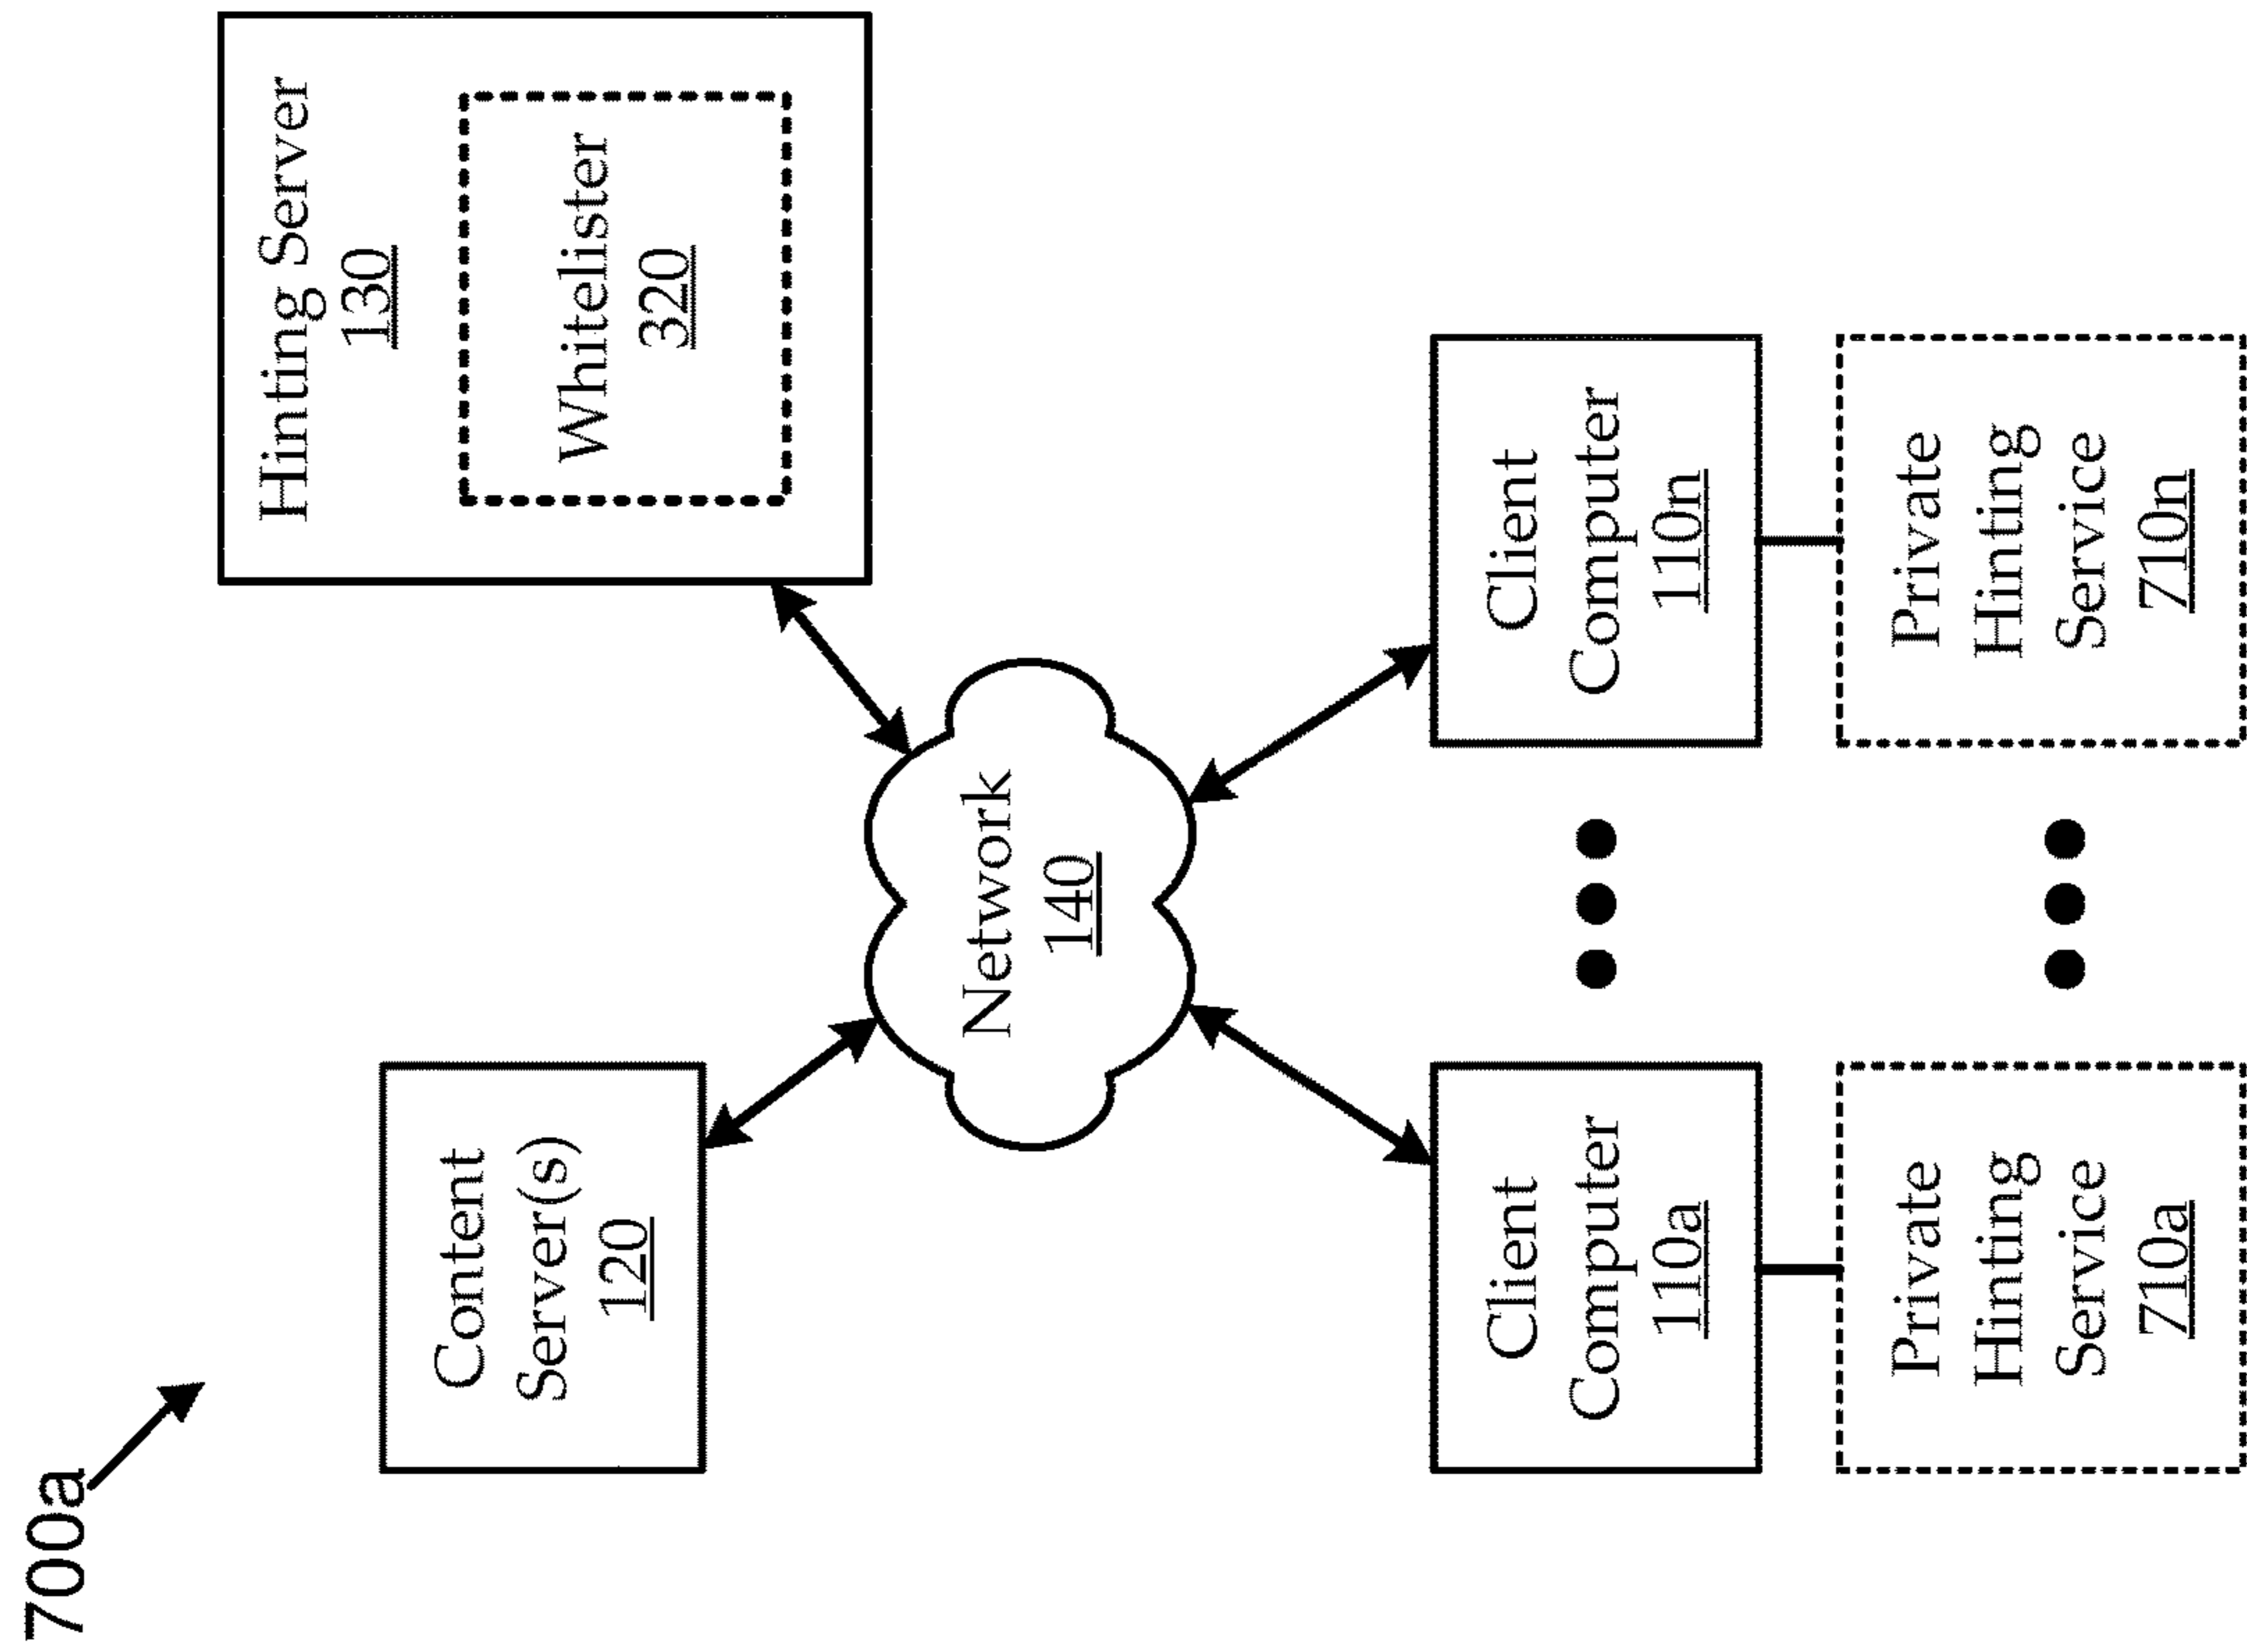 700a
Content
Server(s)
120
Hinting Server
130
Whitelister
320
Network
140
Client
Computer
110a
Client
Computer
110n
Private
Hinting
Service
710a
Private
Hinting
Service
710n